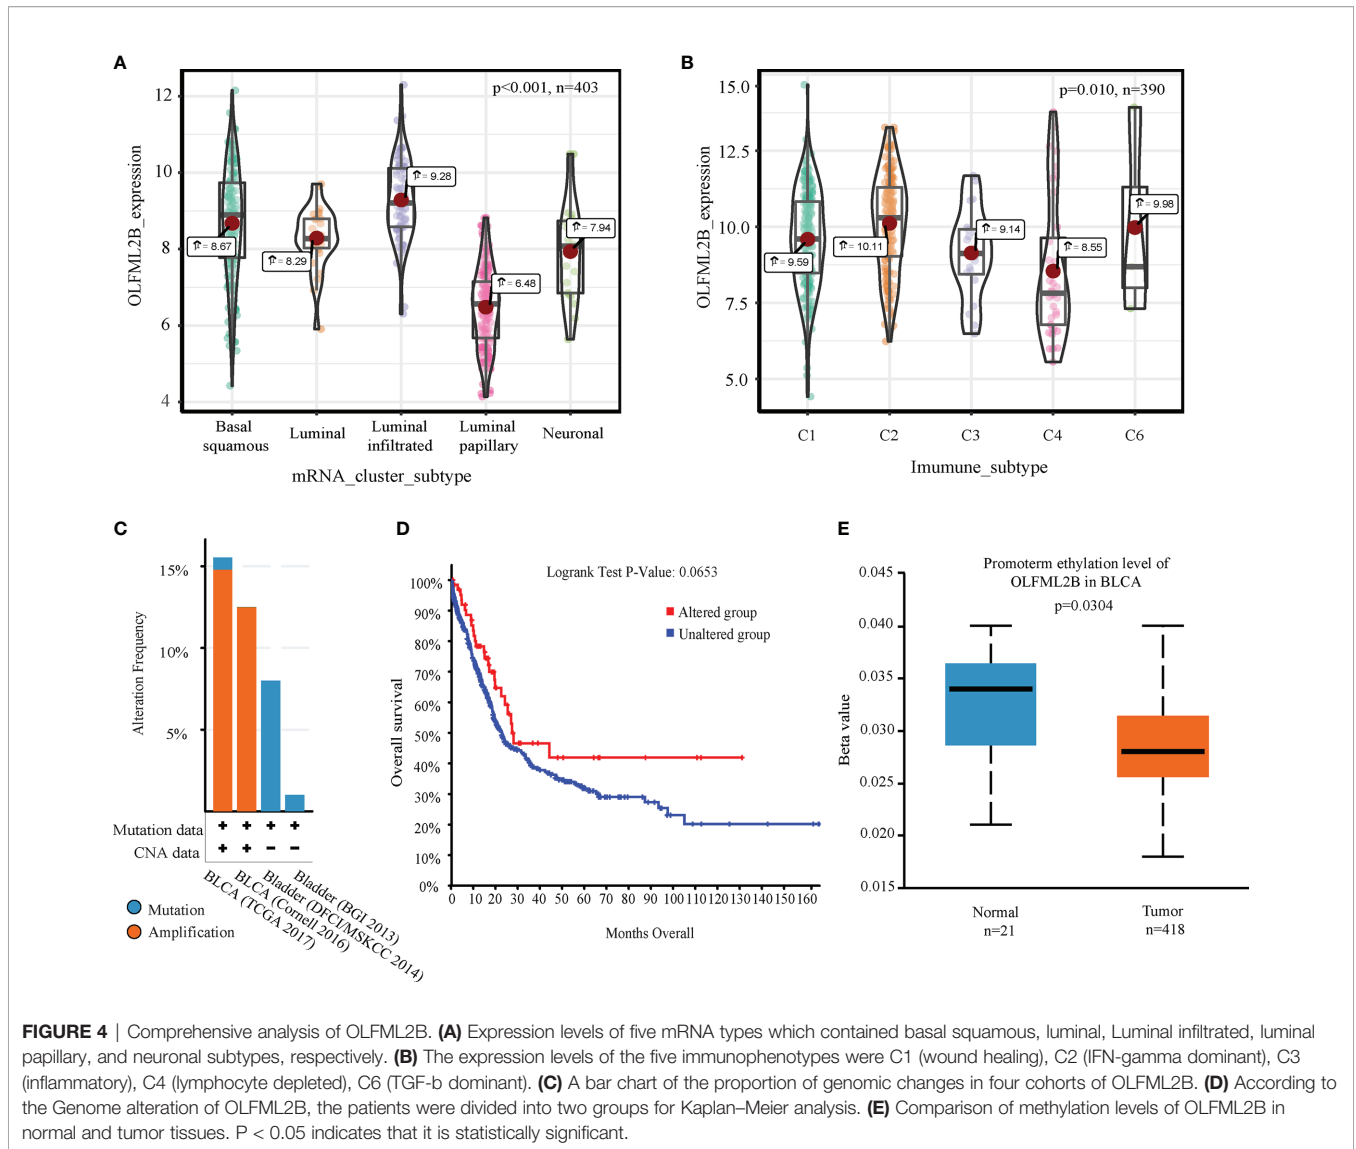 A
p<0.001, n=403
OLFML2B_expression
12
10
8
6
4
μ̂ = 8.67
μ̂ = 8.29
μ̂ = 9.28
μ̂ = 6.48
μ̂ = 7.94
Basal
squamous
Luminal
Luminal
infiltrated
Luminal
papillary
Neuronal
mRNA_cluster_subtype
B
p=0.010, n=390
OLFML2B_expression
15.0
12.5
10.0
7.5
5.0
μ̂ = 9.59
μ̂ = 10.11
μ̂ = 9.14
μ̂ = 8.55
μ̂ = 9.98
C1 C2 C3 C4 C6
Imumune_subtype
C
Alteration Frequency
15%
10%
5%
Mutation data + + + +
CNA data + + − −
BLCA (TCGA 2017)
BLCA (Cornell 2016)
Bladder (DFCI/MSKCC 2014)
Bladder (BGI 2013)
Mutation
Amplification
D
Logrank Test P-Value: 0.0653
Altered group
Unaltered group
Overall survival
100%
90%
80%
70%
60%
50%
40%
30%
20%
10%
0%
0 10 20 30 40 50 60 70 80 90 100 110 120 130 140 150 160
Months Overall
E
Promoterm ethylation level of
OLFML2B in BLCA
p=0.0304
Beta value
0.045
0.040
0.035
0.030
0.025
0.020
0.015
Normal
n=21
Tumor
n=418
FIGURE 4 | Comprehensive analysis of OLFML2B. (A) Expression levels of five mRNA types which contained basal squamous, luminal, Luminal infiltrated, luminal
papillary, and neuronal subtypes, respectively. (B) The expression levels of the five immunophenotypes were C1 (wound healing), C2 (IFN-gamma dominant), C3
(inflammatory), C4 (lymphocyte depleted), C6 (TGF-b dominant). (C) A bar chart of the proportion of genomic changes in four cohorts of OLFML2B. (D) According to
the Genome alteration of OLFML2B, the patients were divided into two groups for Kaplan–Meier analysis. (E) Comparison of methylation levels of OLFML2B in
normal and tumor tissues. P < 0.05 indicates that it is statistically significant.